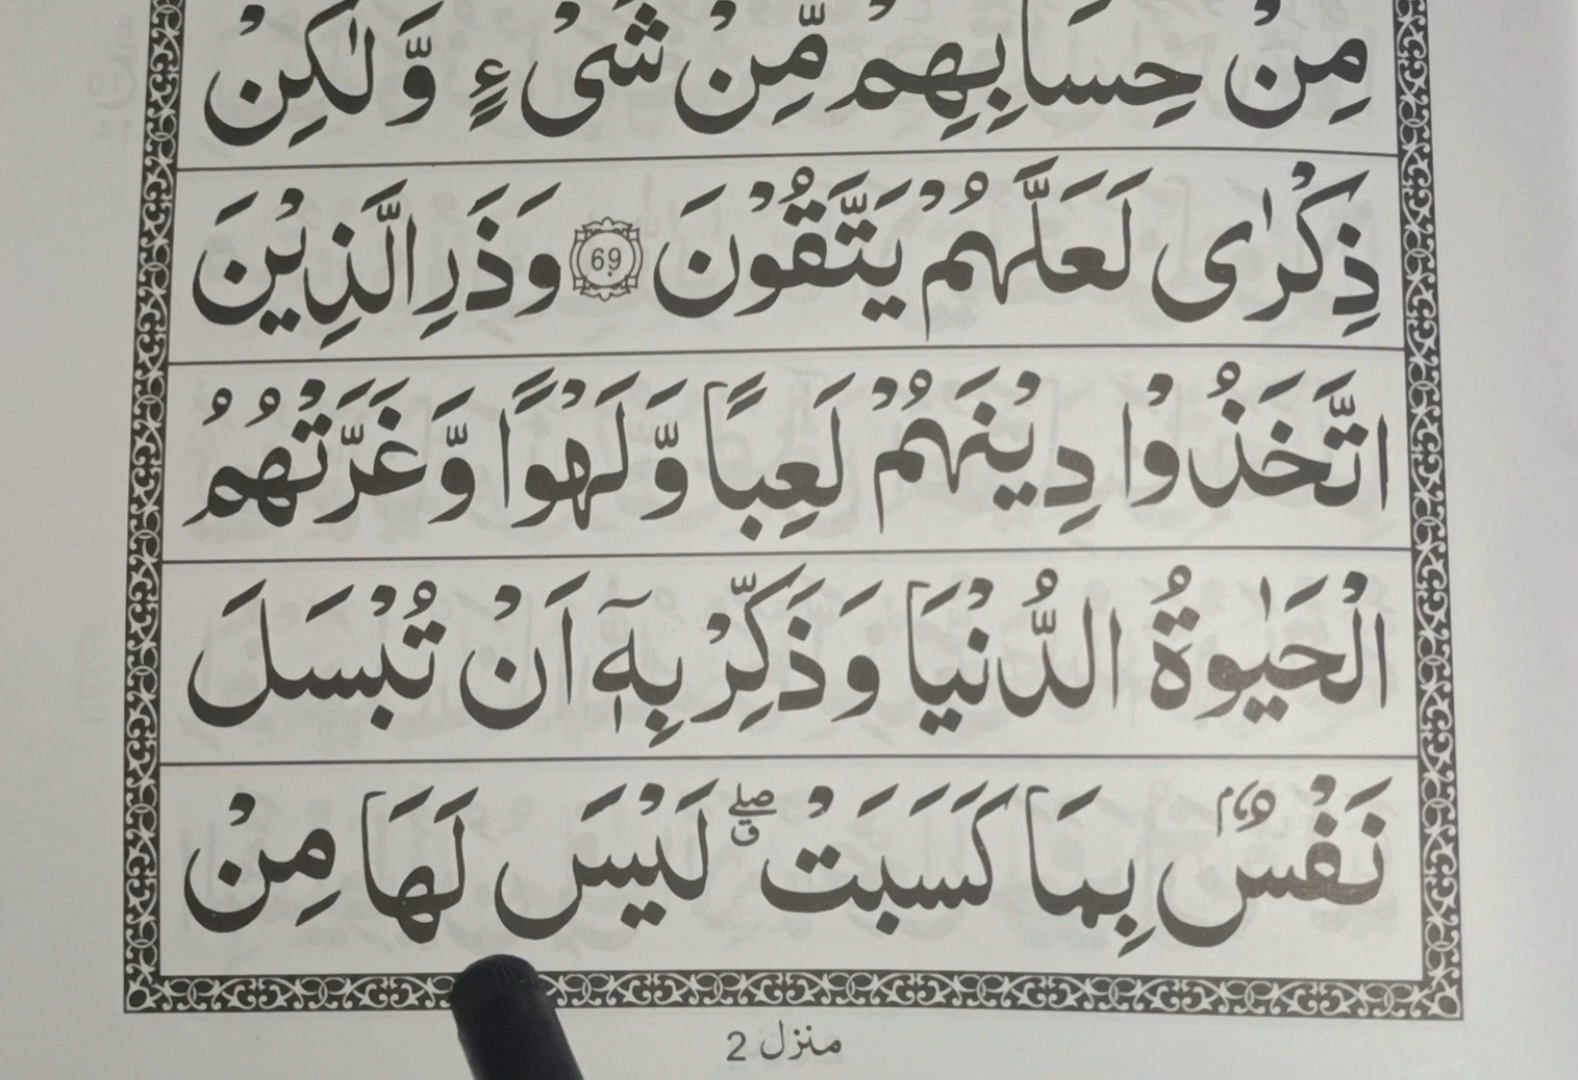 مِنْ حِسَابِهِمْ مِّنْ شَیْءٍ وَّلٰكِنْ
ذِكْرٰی لَعَلَّهُمْ یَتَّقُوْنَ 69 وَذَرِ الَّذِیْنَ
اتَّخَذُوْا دِیْنَهُمْ لَعِبًا وَّلَهْوًا وَّغَرَّتْهُمُ
الْحَیٰوةُ الدُّنْیَا وَذَكِّرْ بِهٖۤ اَنْ تُبْسَلَ
نَفْسٌۢ بِمَا كَسَبَتْ ۖق لَیْسَ لَهَا مِنْ
منزل 2